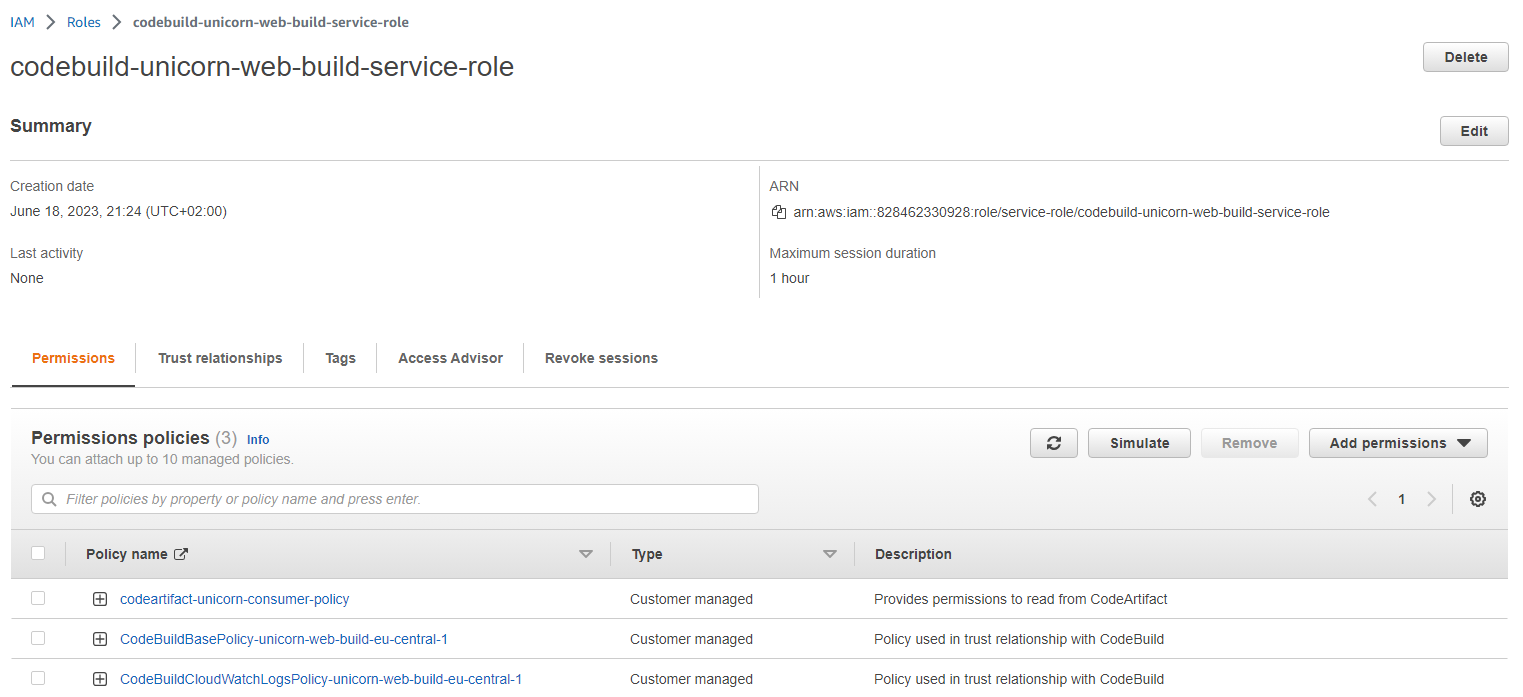 IAM > Roles > codebuild-unicorn-web-build-service-role
codebuild-unicorn-web-build-service-role
Delete
Summary
Edit
Creation date
June 18, 2023, 21:24 (UTC+02:00)
ARN
arn:aws:iam::828462330928:role/service-role/codebuild-unicorn-web-build-service-role
Last activity
None
Maximum session duration
1 hour
Permissions Trust relationships Tags Access Advisor Revoke sessions
Permissions policies (3) Info
You can attach up to 10 managed policies.
Simulate Remove Add permissions
Filter policies by property or policy name and press enter.
1
Policy name Type Description
codeartifact-unicorn-consumer-policy Customer managed Provides permissions to read from CodeArtifact
CodeBuildBasePolicy-unicorn-web-build-eu-central-1 Customer managed Policy used in trust relationship with CodeBuild
CodeBuildCloudWatchLogsPolicy-unicorn-web-build-eu-central-1 Customer managed Policy used in trust relationship with CodeBuild